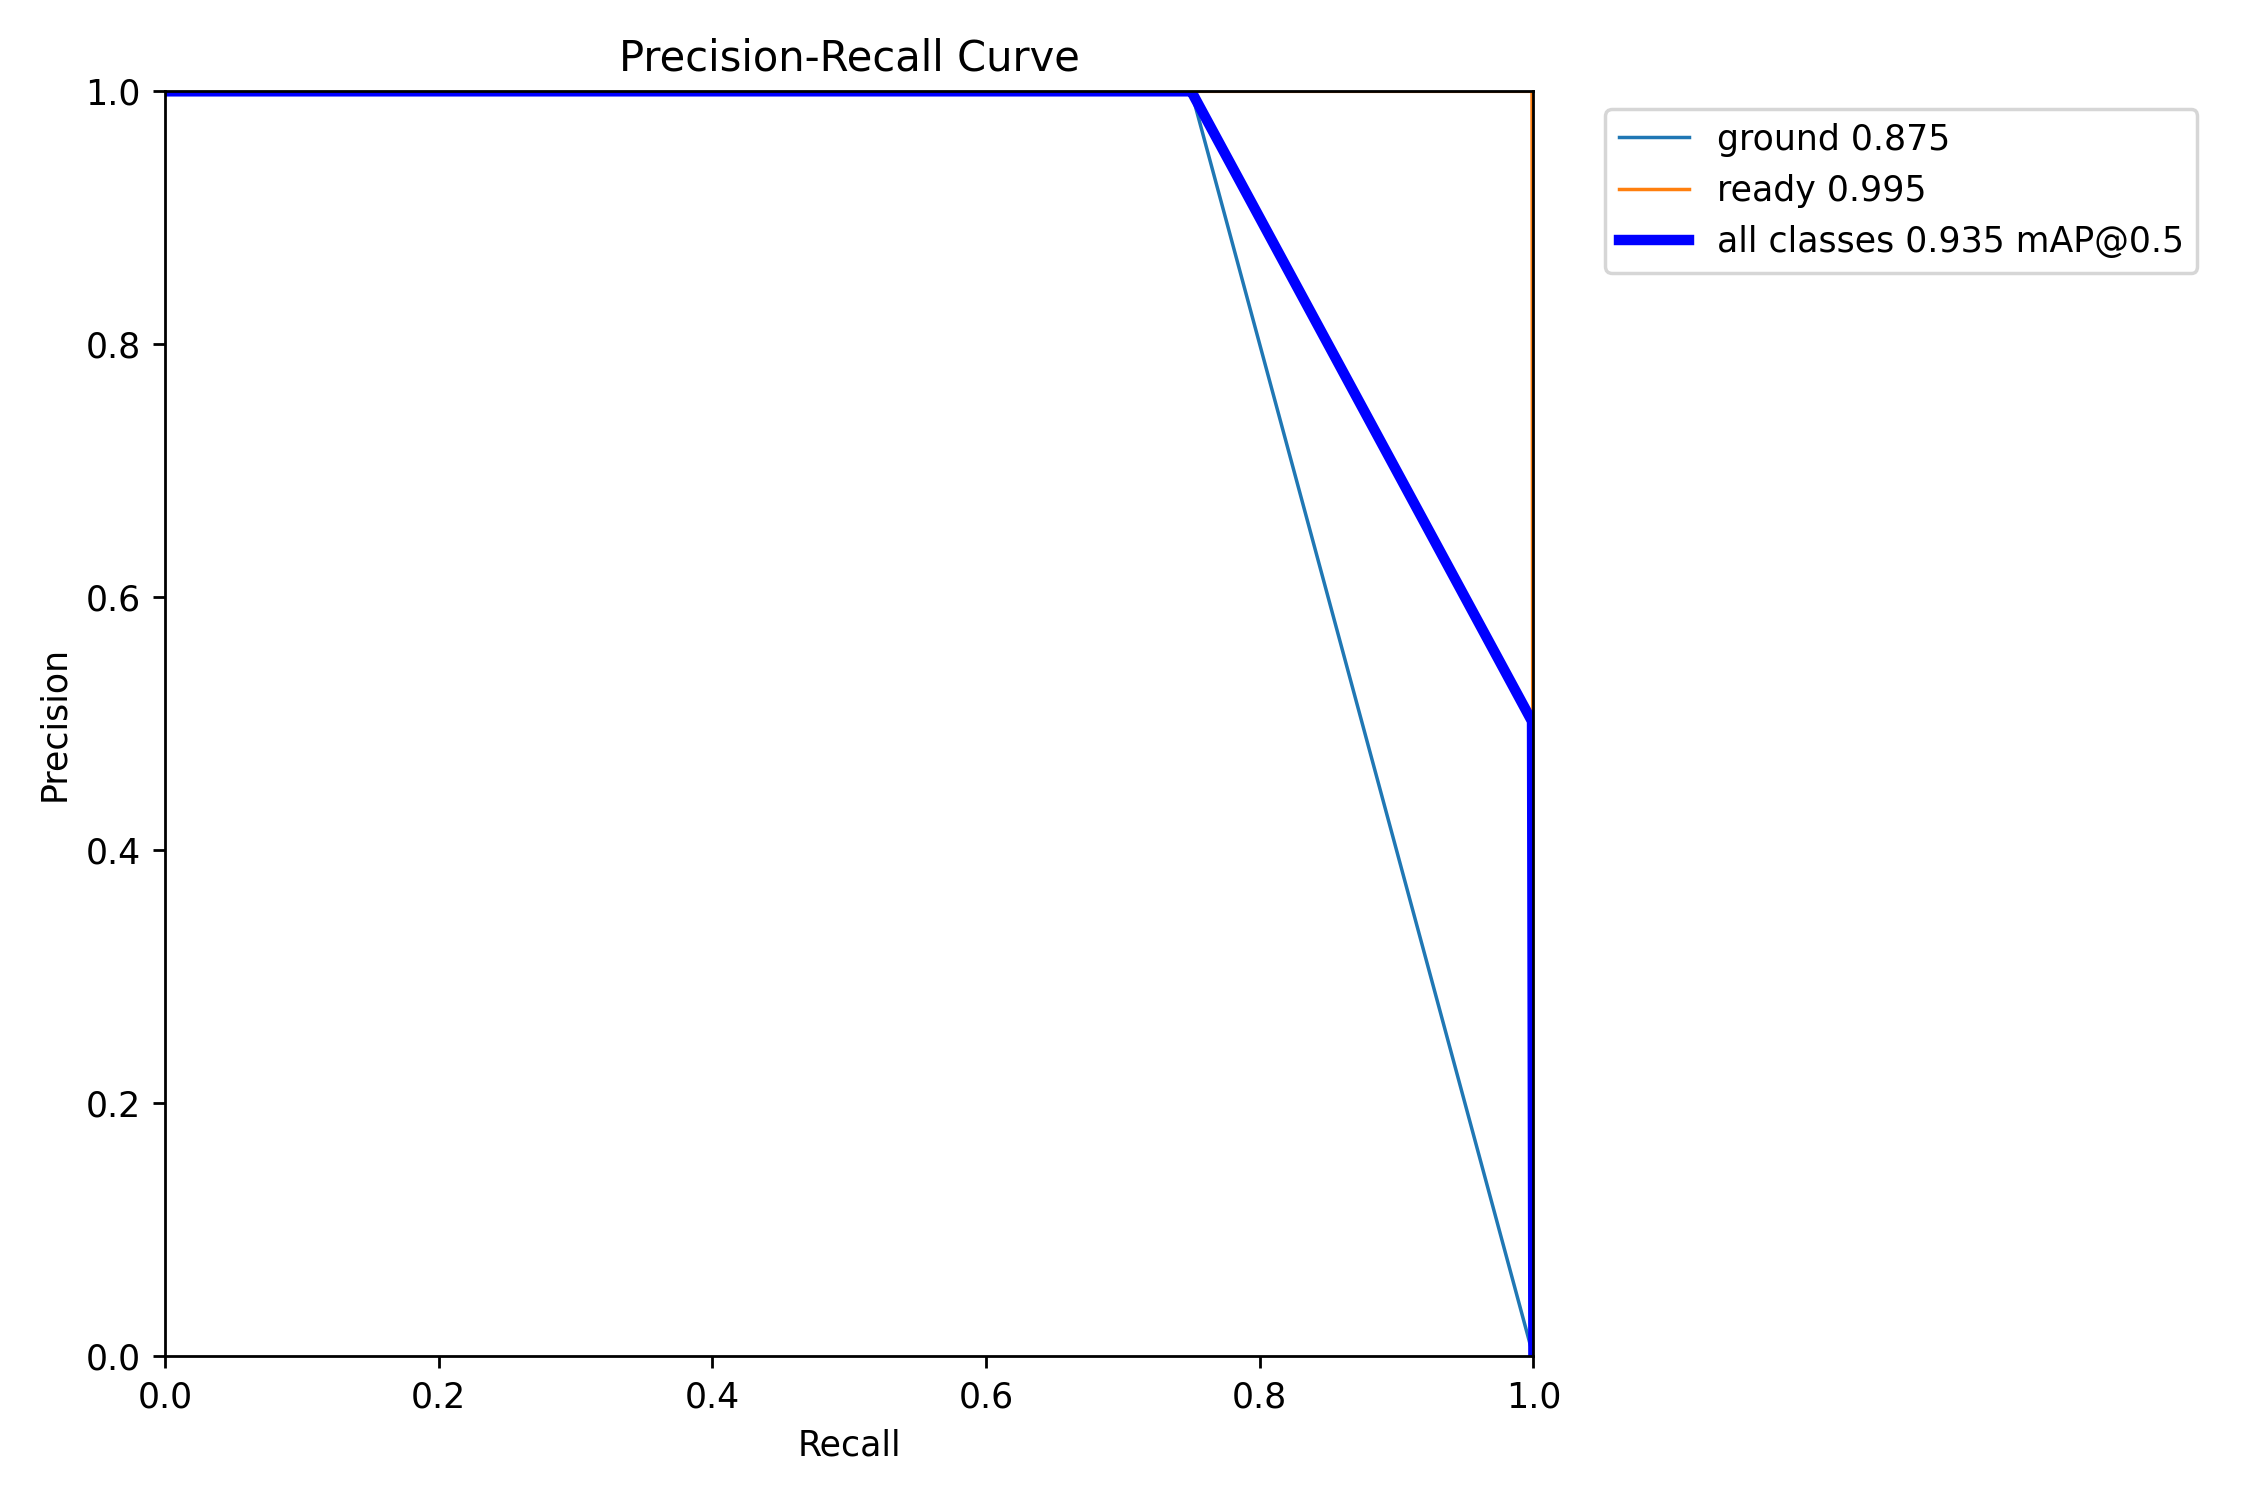 Precision-Recall Curve
1.0
0.8
0.6
0.4
0.2
0.0
Precision
0.0 0.2 0.4 0.6 0.8 1.0
Recall
ground 0.875
ready 0.995
all classes 0.935 mAP@0.5